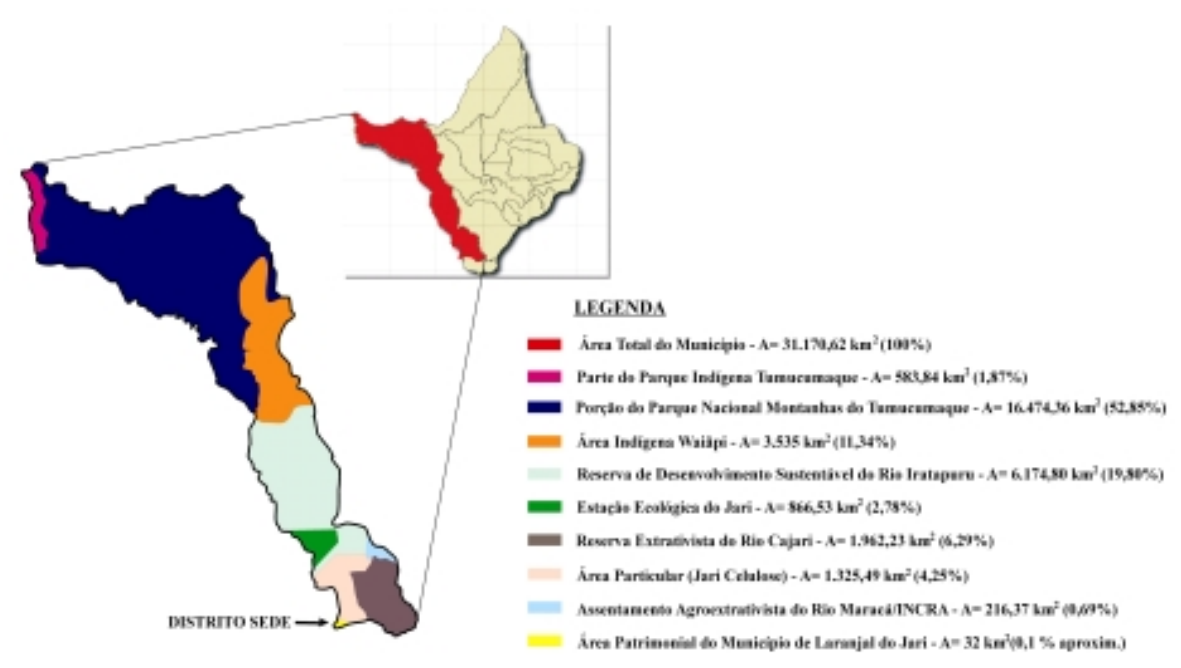 LEGENDA
Área Total do Município - A= 31.170,62 km² (100%)
Parte do Parque Indígena Tumucumaque - A= 583,84 km² (1,87%)
Porção do Parque Nacional Montanhas do Tumucumaque - A= 16.474,36 km² (52,85%)
Área Indígena Waiãpi - A= 3.535 km² (11,34%)
Reserva de Desenvolvimento Sustentável do Rio Iratapuru - A= 6.174,80 km² (19,80%)
Estação Ecológica do Jari - A= 866,53 km² (2,78%)
Reserva Extrativista do Rio Cajari - A= 1.962,23 km² (6,29%)
Área Particular (Jari Celulose) - A= 1.325,49 km² (4,25%)
Assentamento Agroextrativista do Rio Maracá/INCRA - A= 216,37 km² (0,69%)
DISTRITO SEDE
Área Patrimonial do Município de Laranjal do Jari - A= 32 km²(0,1 % aproxim.)